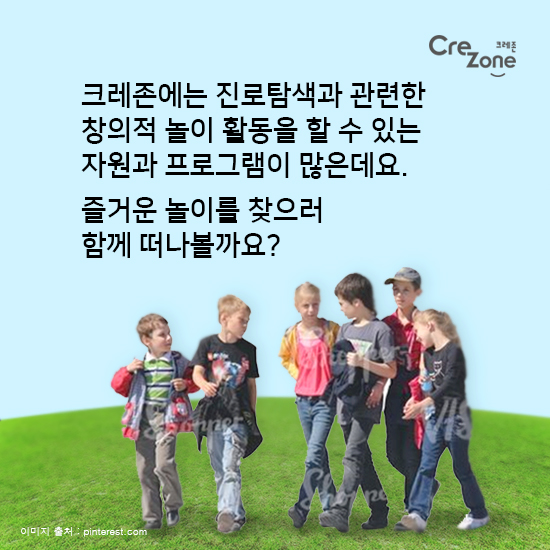 Cre 크레존
Zone
크레존에는 진로탐색과 관련한
창의적 놀이 활동을 할 수 있는
자원과 프로그램이 많은데요.
즐거운 놀이를 찾으러
함께 떠나볼까요?
이미지 출처 : pinterest.com